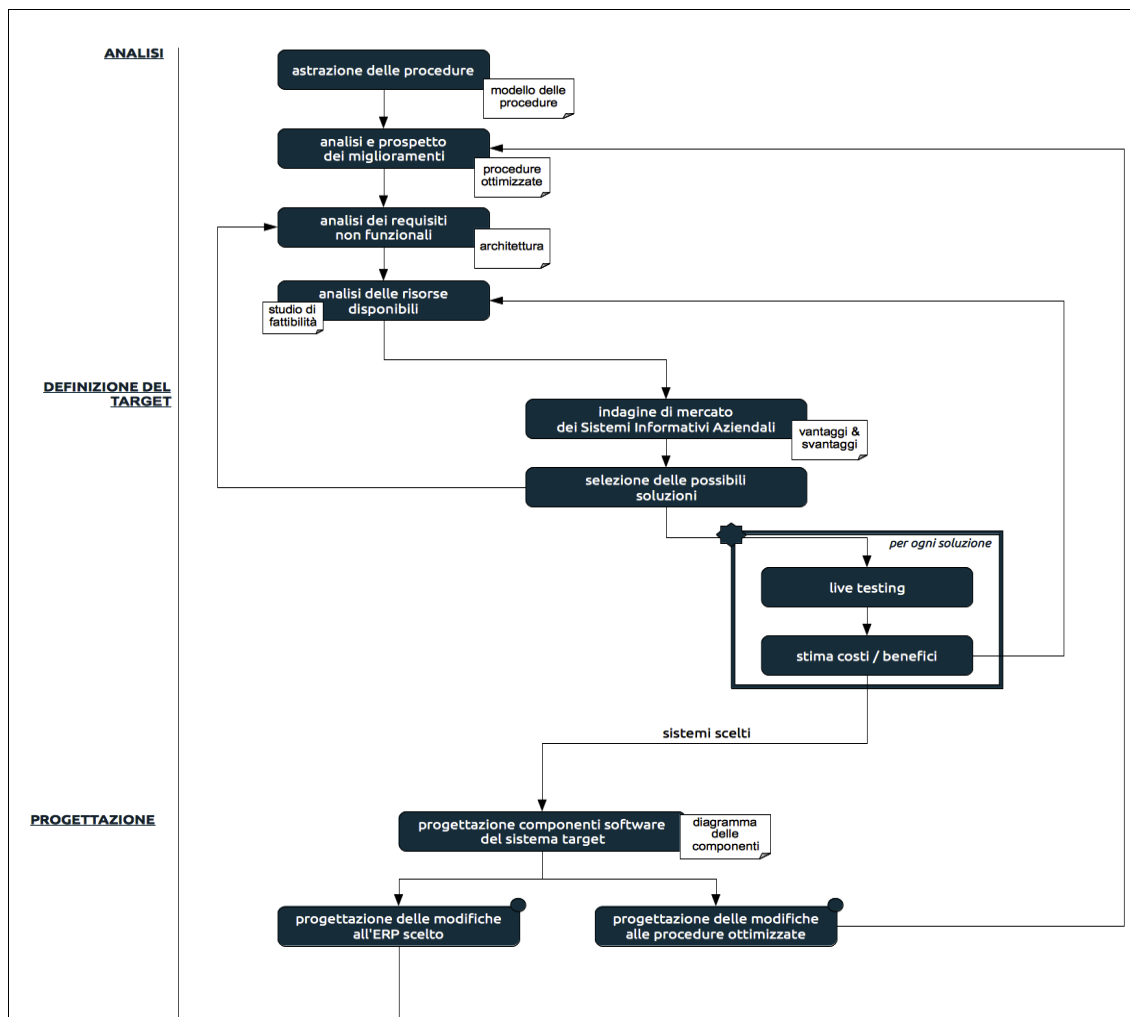 ANALISI
astrazione delle procedure
modello delle
procedure
analisi e prospetto
dei miglioramenti
procedure
ottimizzate
analisi dei requisiti
non funzionali
architettura
analisi delle risorse
disponibili
studio di
fattibilità
DEFINIZIONE DEL
TARGET
indagine di mercato
dei Sistemi Informativi Aziendali
vantaggi &
svantaggi
selezione delle possibili
soluzioni
per ogni soluzione
live testing
stima costi / benefici
sistemi scelti
PROGETTAZIONE
progettazione componenti software
del sistema target
diagramma
delle
componenti
progettazione delle modifiche
all'ERP scelto
progettazione delle modifiche
alle procedure ottimizzate